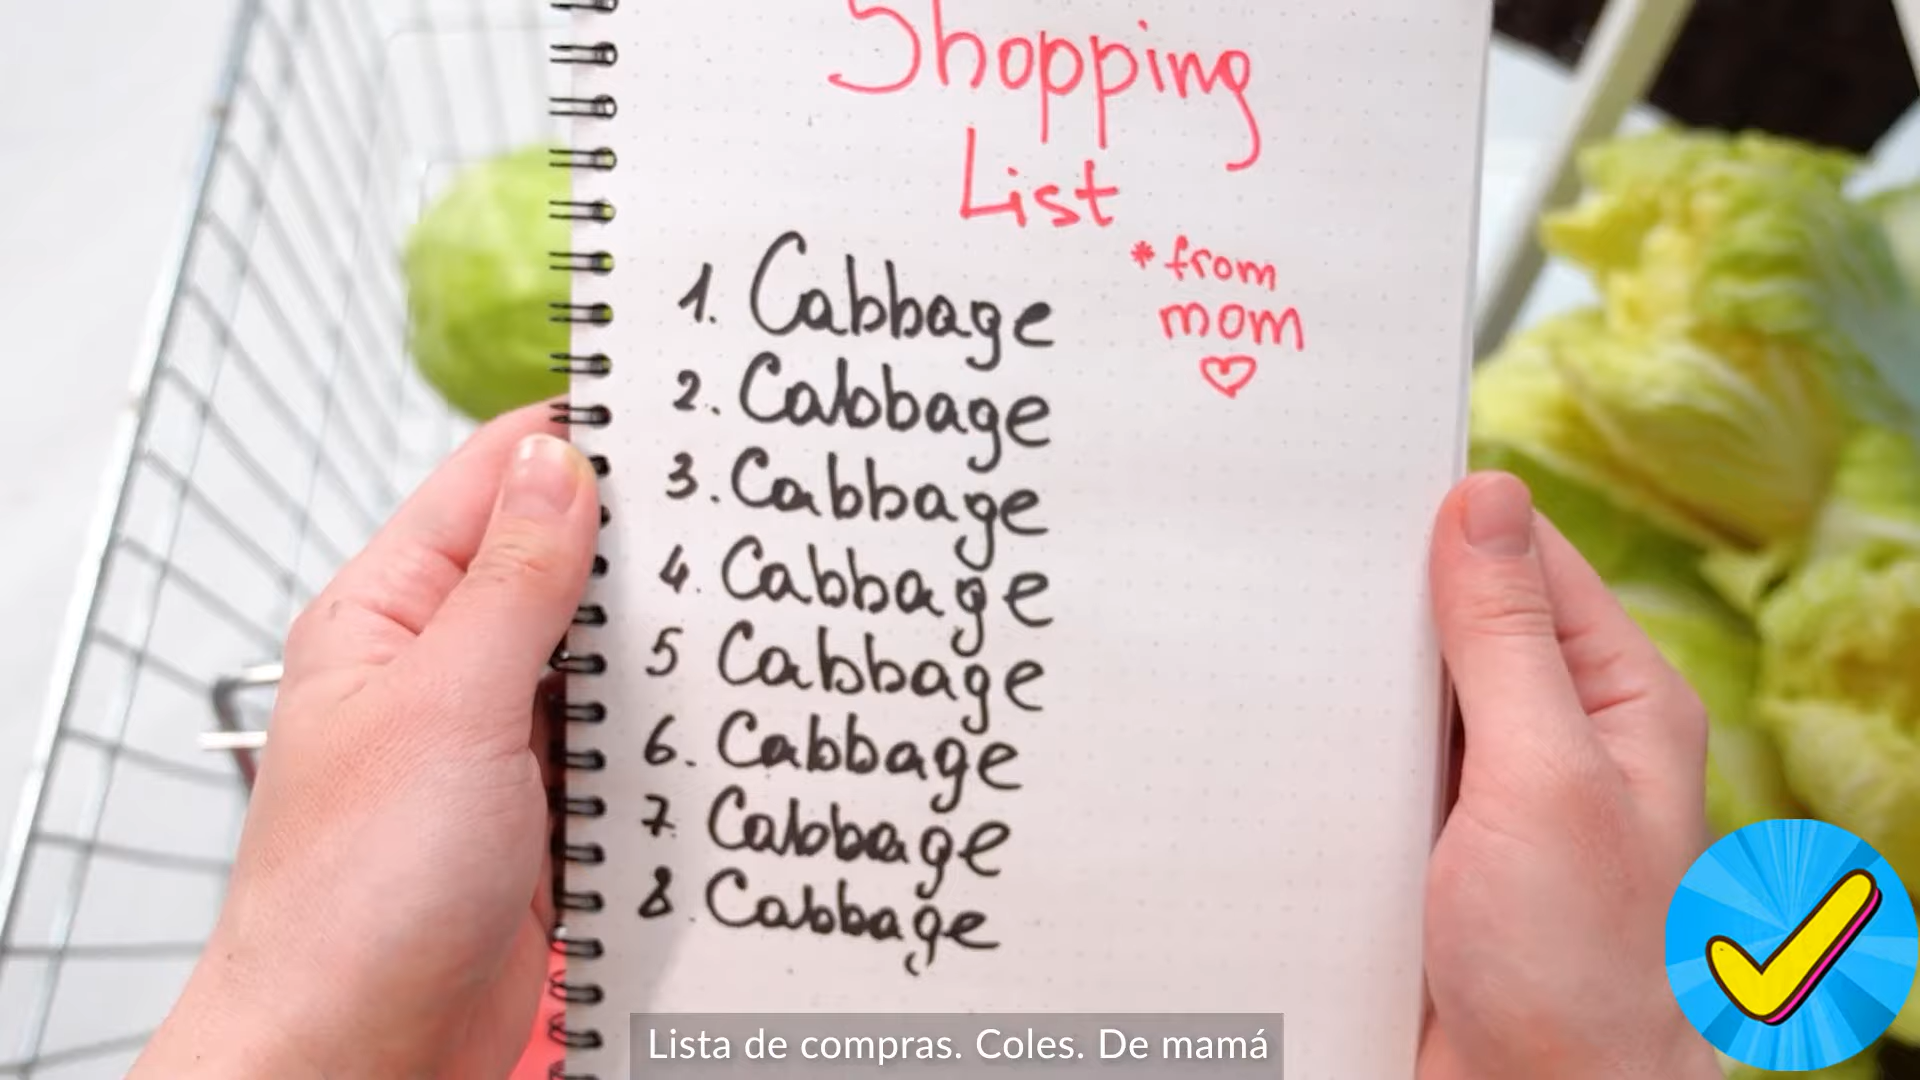 Shopping
List
*from
mom
1. Cabbage
2. Cabbage
3. Cabbage
4. Cabbage
5 Cabbage
6. Cabbage
7. Cabbage
8. Cabbage
Lista de compras. Coles. De mamá